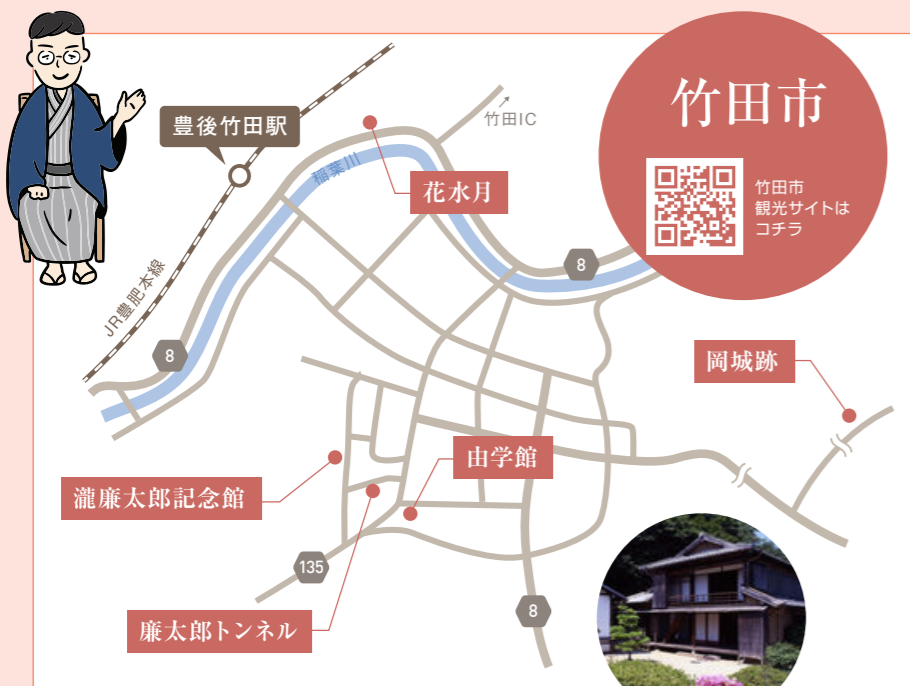 竹田市
竹田市
観光サイトは
コチラ
豊後竹田駅
竹田IC
稲葉川
花水月
8
JR豊肥本線
8
岡城跡
由学館
瀧廉太郎記念館
135
8
廉太郎トンネル